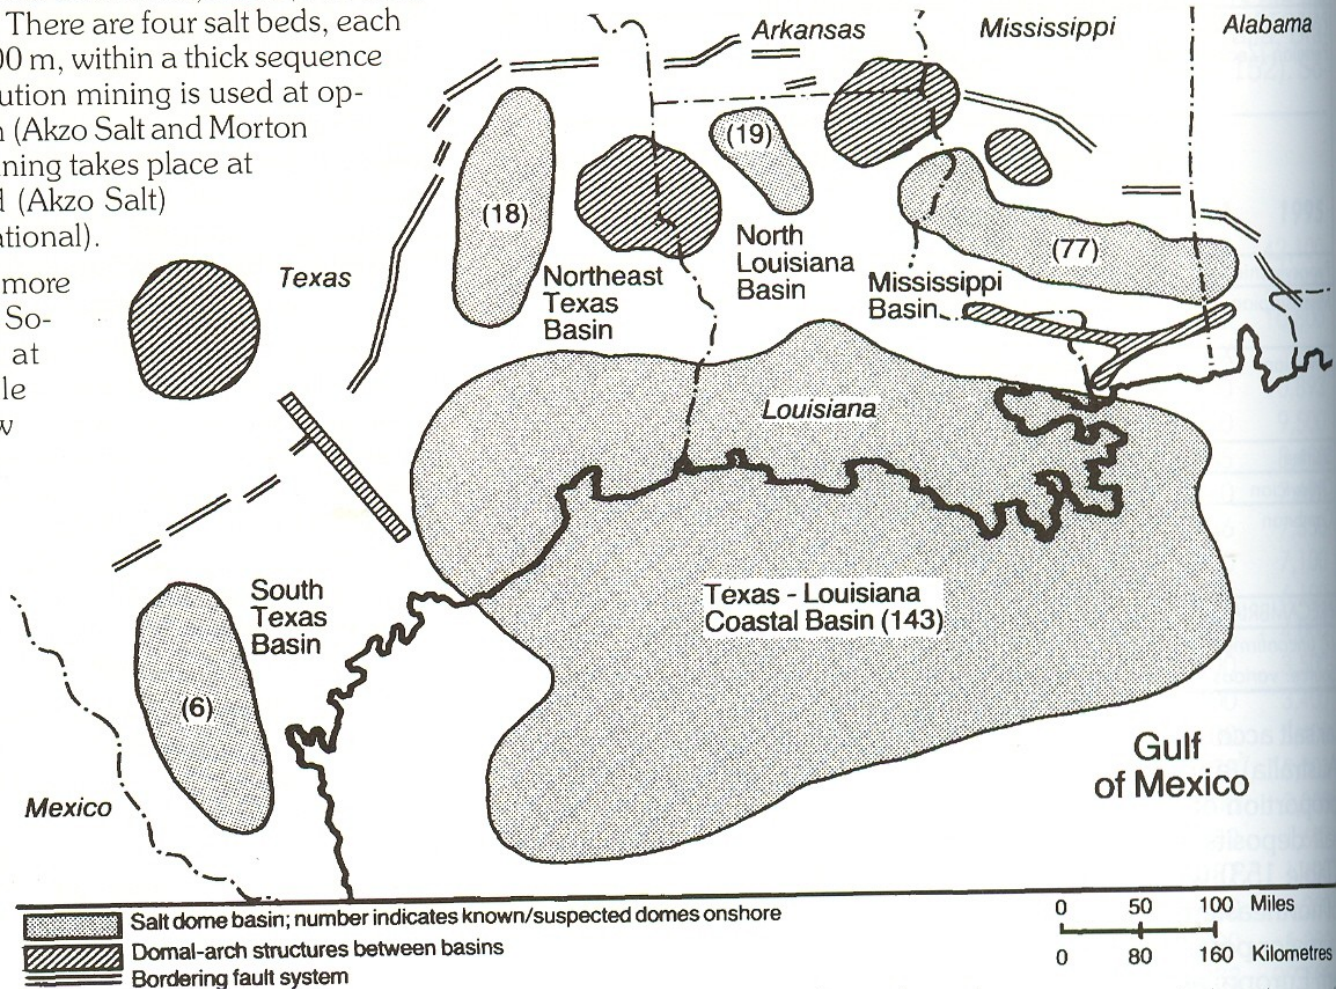 There are four salt beds, each
00 m, within a thick sequence
ution mining is used at op-
(Akzo Salt and Morton
ning takes place at
(Akzo Salt)
ational).
more
So-
at
le
w
Arkansas
Mississippi
Alabama
(19)
(18)
(77)
Texas
Northeast
Texas
Basin
North
Louisiana
Basin
Mississippi
Basin
Louisiana
South
Texas
Basin
(6)
Texas - Louisiana
Coastal Basin (143)
Gulf
of Mexico
Mexico
Salt dome basin; number indicates known/suspected domes onshore
Domal-arch structures between basins
Bordering fault system
0 50 100 Miles
0 80 160 Kilometres